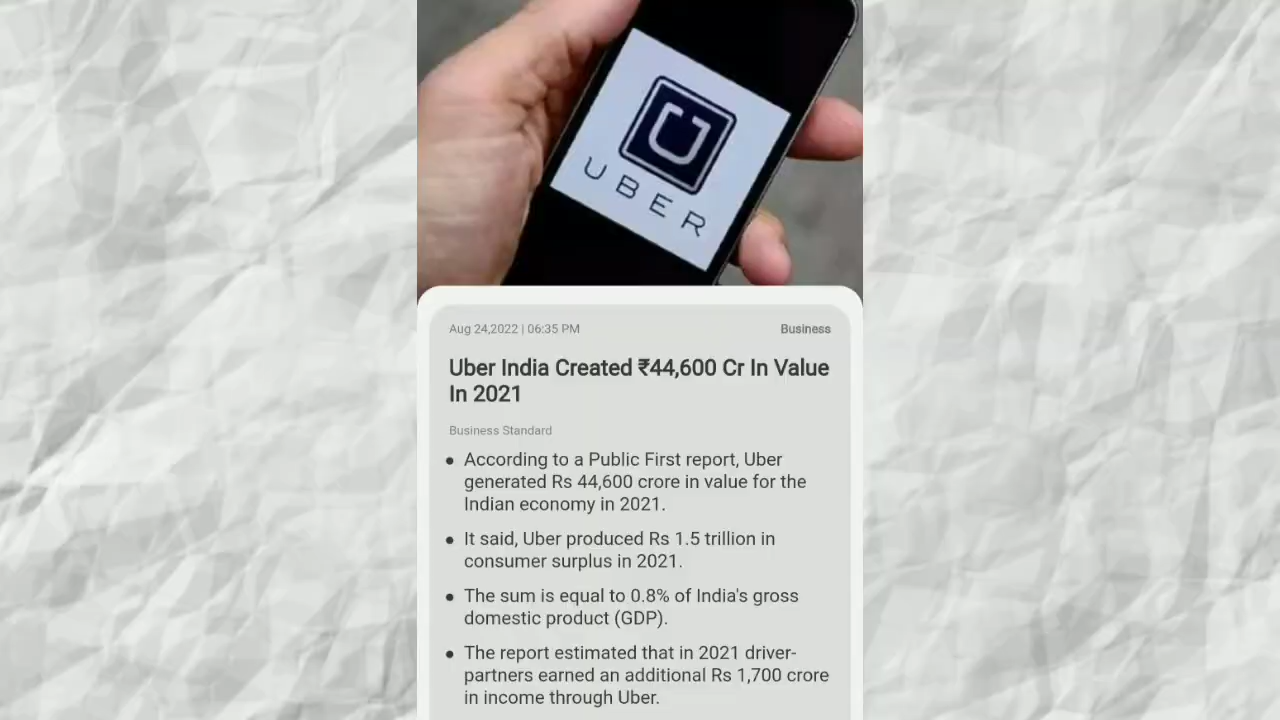 UBER
Aug 24,2022 | 06:35 PM
Business
Uber India Created ₹44,600 Cr In Value
In 2021
Business Standard
• According to a Public First report, Uber
generated Rs 44,600 crore in value for the
Indian economy in 2021.
• It said, Uber produced Rs 1.5 trillion in
consumer surplus in 2021.
• The sum is equal to 0.8% of India's gross
domestic product (GDP).
• The report estimated that in 2021 driver-
partners earned an additional Rs 1,700 crore
in income through Uber.